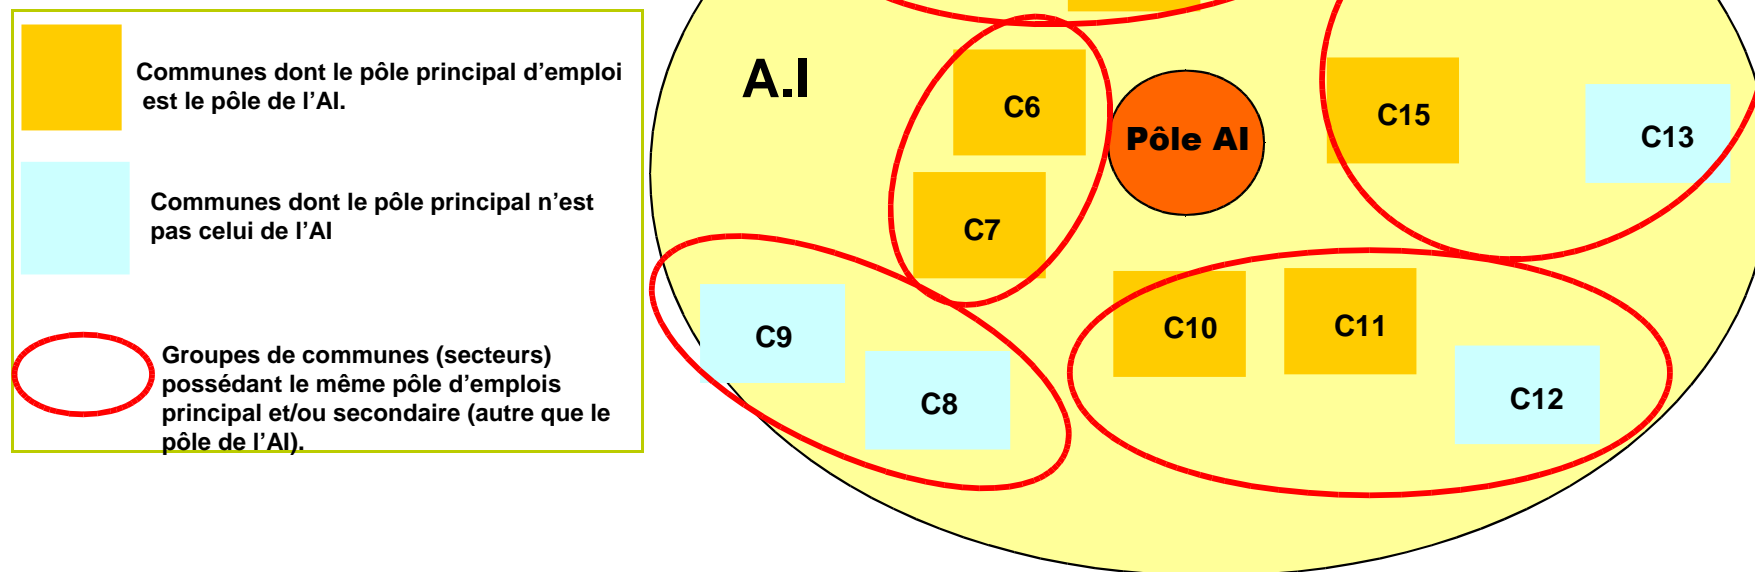 Communes dont le pôle principal d’emploi
est le pôle de l’AI.
Communes dont le pôle principal n’est
pas celui de l’AI
Groupes de communes (secteurs)
possédant le même pôle d’emplois
principal et/ou secondaire (autre que le
pôle de l’AI).
A.I
C6
Pôle AI
C15
C13
C7
C9
C10
C11
C8
C12